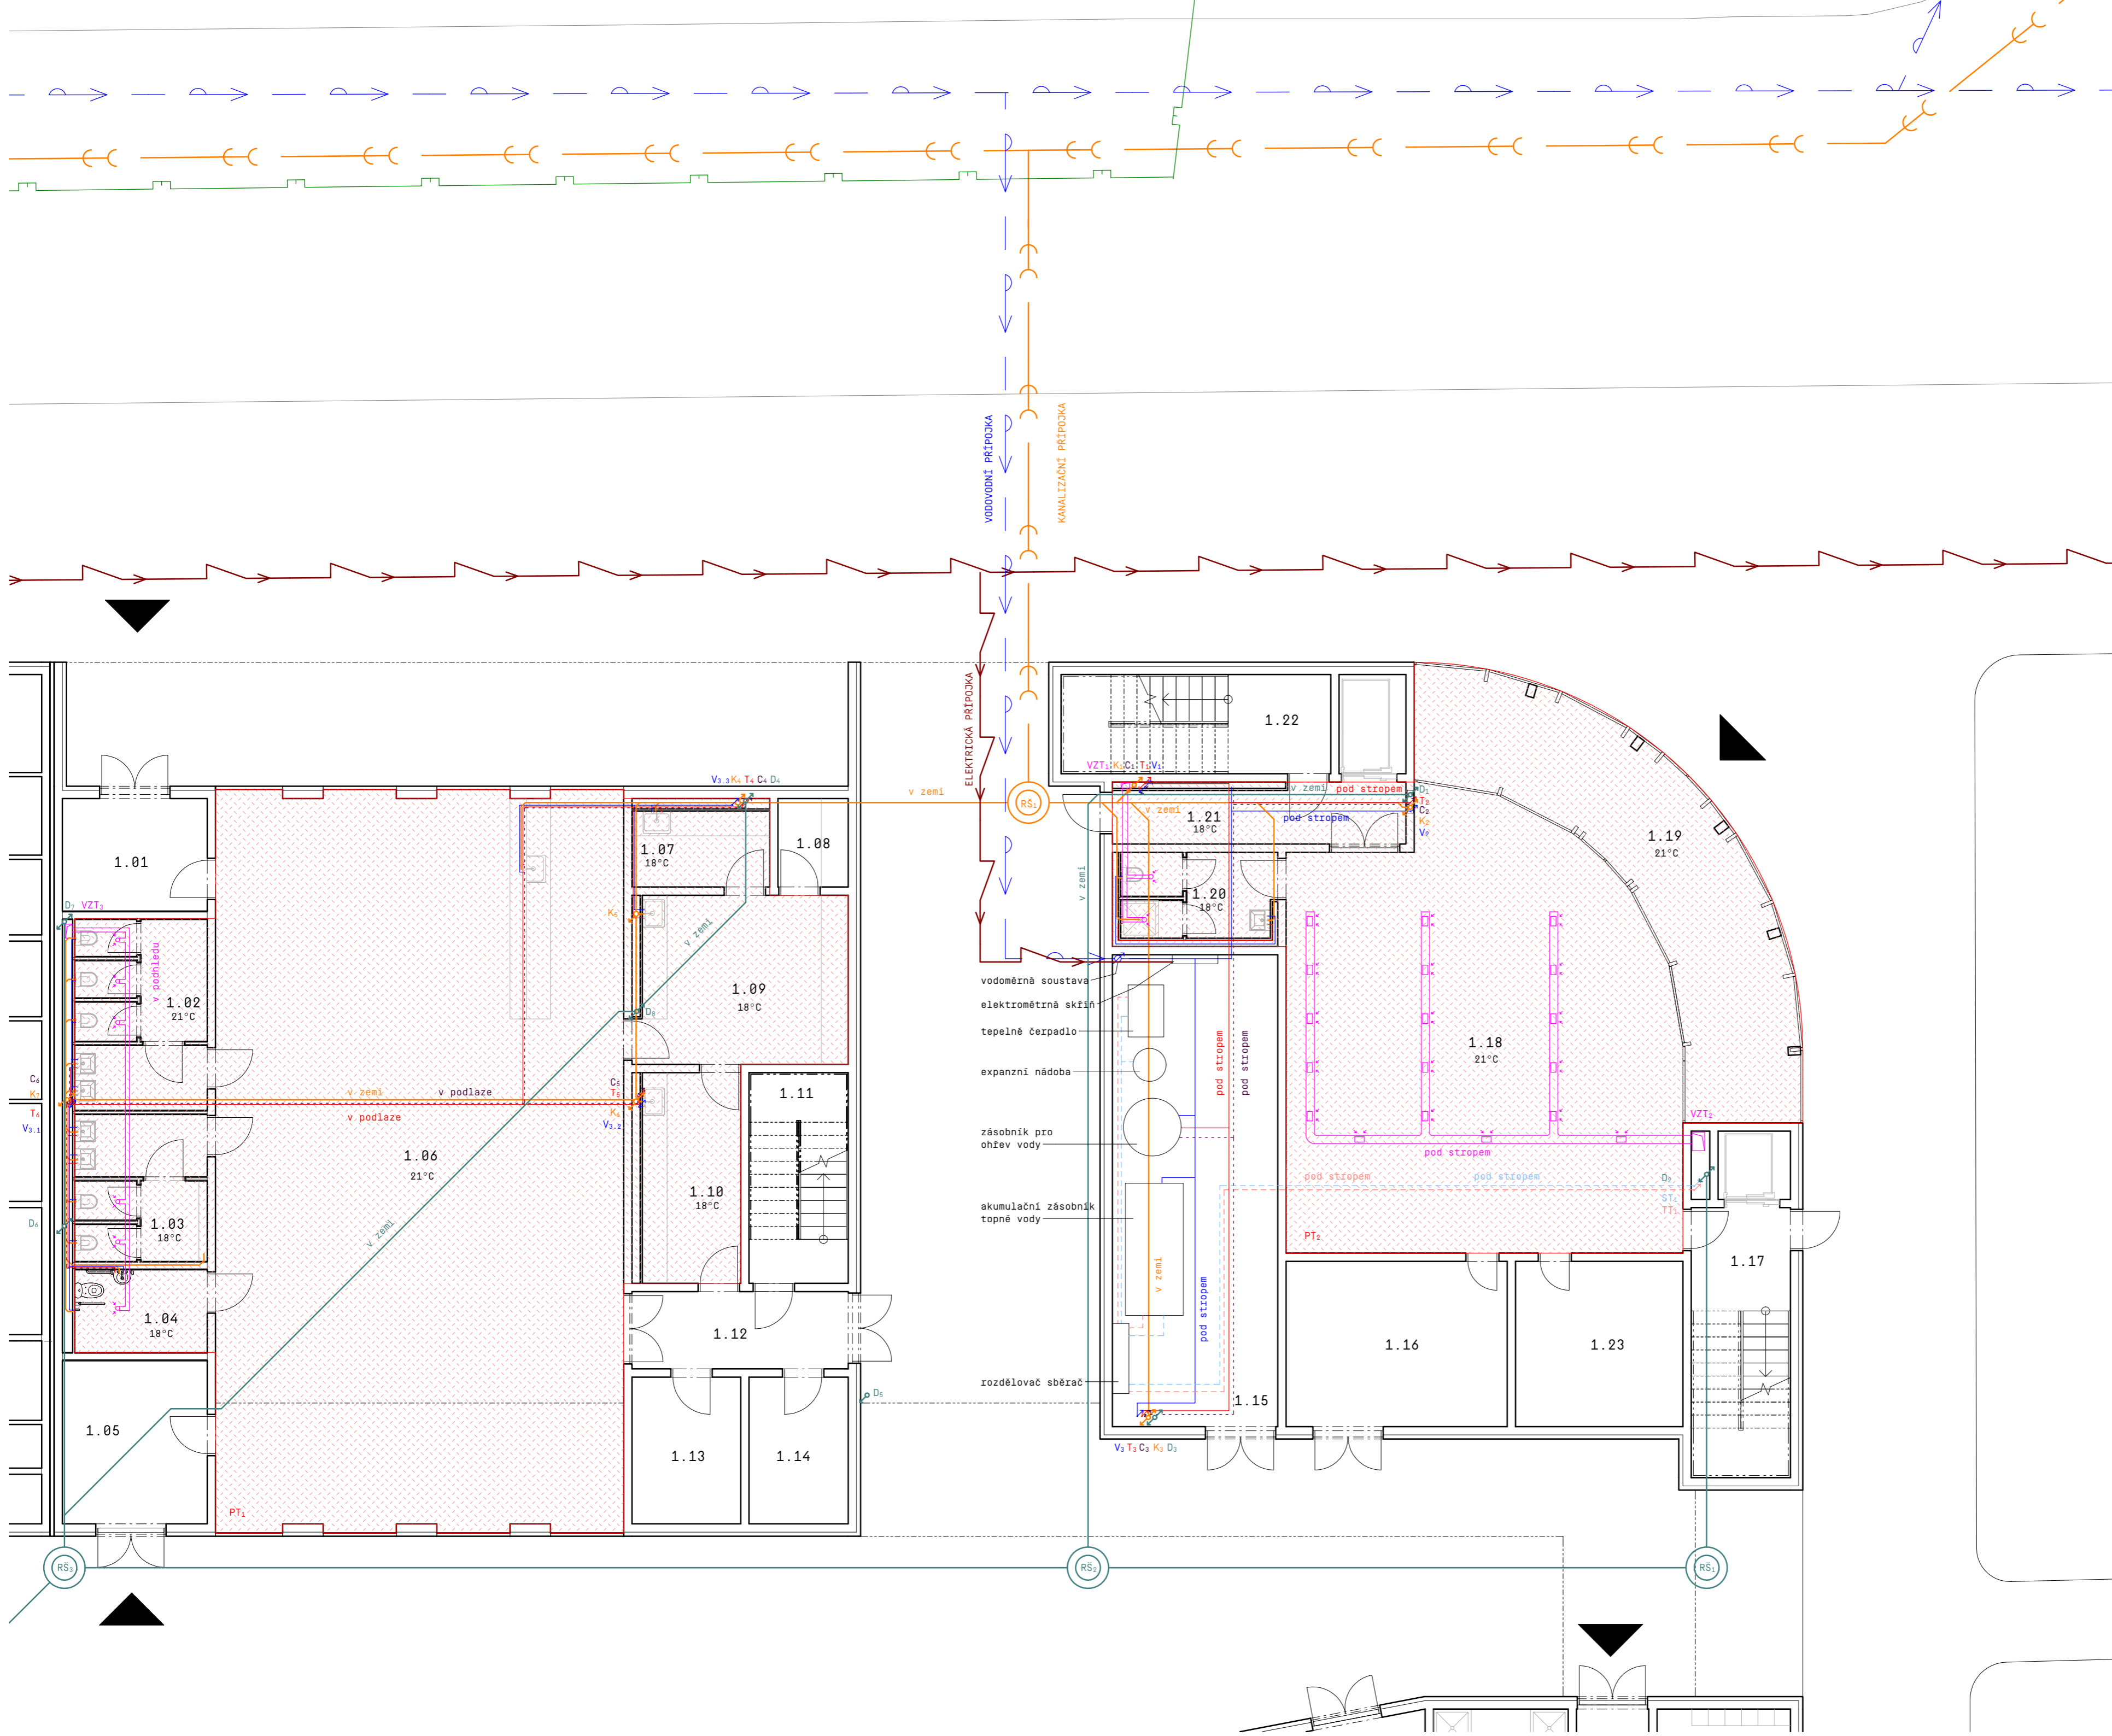 VODOVODNÍ PŘÍPOJKA
KANALIZAČNÍ PŘÍPOJKA
ELEKTRICKÁ PŘÍPOJKA
1.22
VZT₁ K₁ C₁ T₁ V₁
V₃.₃ K₄ T₄ C₄ D₄
v zemi
RŠ₁
v zemi
pod stropem
D₁
T₂
C₂
K₂
V₂
v zemi
1.21
18°C
pod stropem
1.19
21°C
1.01
1.07
18°C
1.08
v zemi
1.20
18°C
D₇ VZT₃
K₅
v zemi
v podhledu
1.02
21°C
1.09
18°C
D₈
vodoměrná soustava
elektromětrná skříň
tepelné čerpadlo
expanzní nádoba
zásobník pro
ohřev vody
akumulační zásobník
topné vody
rozdělovač sběrač
pod stropem
pod stropem
1.18
21°C
C₆
K₇
T₆
V₃.₁
v zemi
v podlaze
v podlaze
C₅
T₅
K₆
V₃.₂
1.11
VZT₂
pod stropem
1.06
21°C
pod stropem
pod stropem
D₂
ST₁
TT₁
1.10
18°C
D₆
1.03
18°C
v zemi
PT₂
v zemi
1.17
1.04
18°C
1.12
pod stropem
1.16
1.23
D₅
1.15
1.05
1.13
1.14
V₃ T₃ C₃ K₃ D₃
PT₁
RŠ₃
RŠ₂
RŠ₁